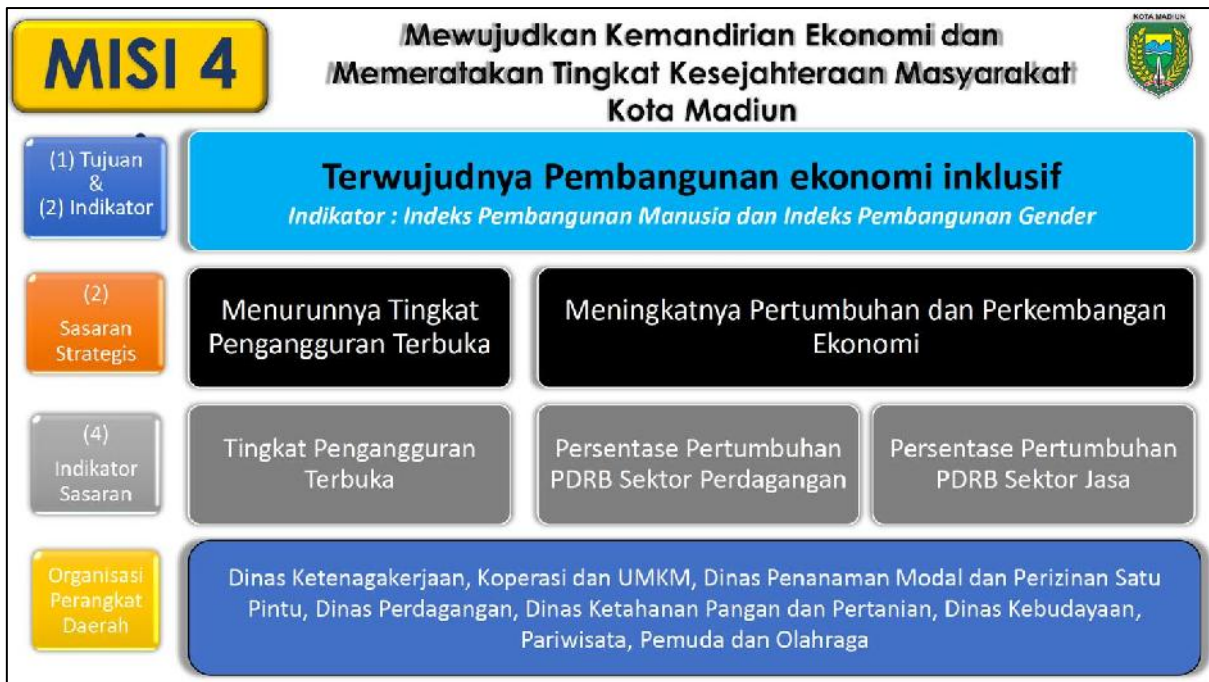 MISI 4
Mewujudkan Kemandirian Ekonomi dan
Memeratakan Tingkat Kesejahteraan Masyarakat
Kota Madiun
KOTA MADIUN
(1) Tujuan
&
(2) Indikator
Terwujudnya Pembangunan ekonomi inklusif
Indikator : Indeks Pembangunan Manusia dan Indeks Pembangunan Gender
(2)
Sasaran
Strategis
Menurunnya Tingkat
Pengangguran Terbuka
Meningkatnya Pertumbuhan dan Perkembangan
Ekonomi
(4)
Indikator
Sasaran
Tingkat Pengangguran
Terbuka
Persentase Pertumbuhan
PDRB Sektor Perdagangan
Persentase Pertumbuhan
PDRB Sektor Jasa
Organisasi
Perangkat
Daerah
Dinas Ketenagakerjaan, Koperasi dan UMKM, Dinas Penanaman Modal dan Perizinan Satu
Pintu, Dinas Perdagangan, Dinas Ketahanan Pangan dan Pertanian, Dinas Kebudayaan,
Pariwisata, Pemuda dan Olahraga